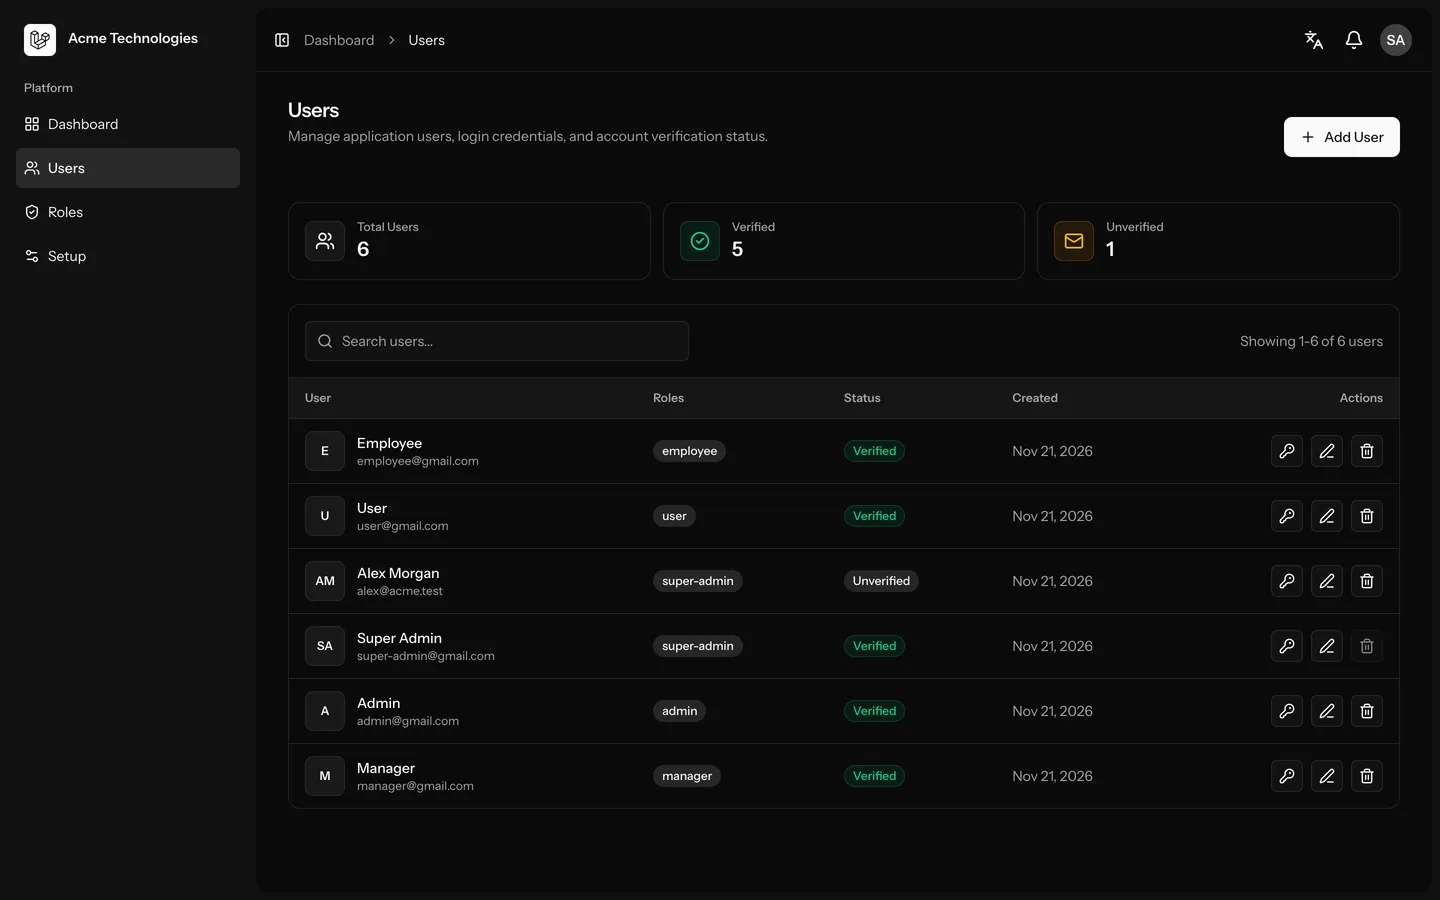 Acme Technologies
Platform
Dashboard
Users
Roles
Setup
Dashboard > Users
SA
Users
Manage application users, login credentials, and account verification status.
+ Add User
Total Users
6
Verified
5
Unverified
1
Search users...
Showing 1-6 of 6 users
User Roles Status Created Actions
E Employee employee Verified Nov 21, 2026
employee@gmail.com
U User user Verified Nov 21, 2026
user@gmail.com
AM Alex Morgan super-admin Unverified Nov 21, 2026
alex@acme.test
SA Super Admin super-admin Verified Nov 21, 2026
super-admin@gmail.com
A Admin admin Verified Nov 21, 2026
admin@gmail.com
M Manager manager Verified Nov 21, 2026
manager@gmail.com